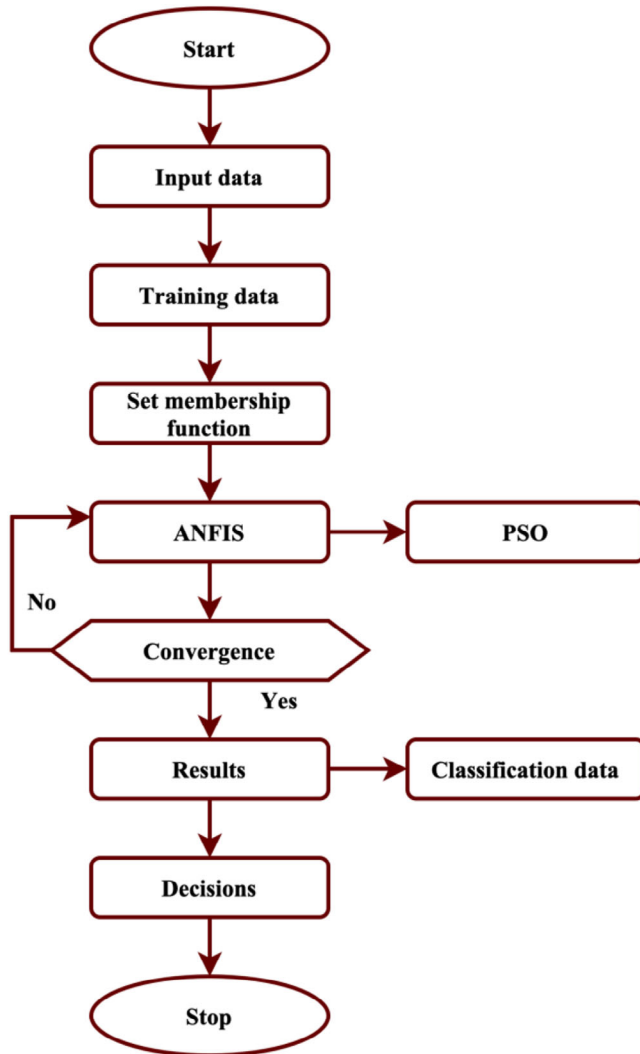 Start
Input data
Training data
Set membership
function
ANFIS
PSO
No
Convergence
Yes
Results
Classification data
Decisions
Stop